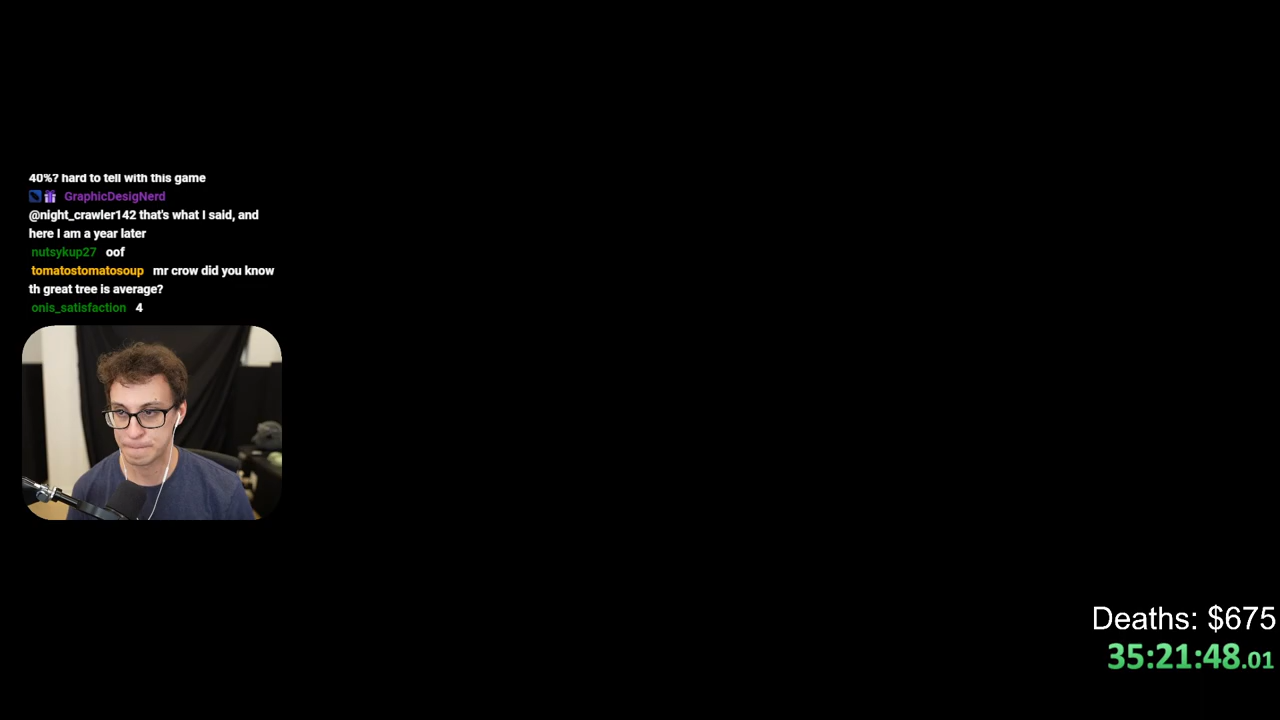 40%? hard to tell with this game
GraphicDesigNerd
@night_crawler142 that's what I said, and
here I am a year later
nutsykup27 oof
tomatostomatosoup mr crow did you know
th great tree is average?
onis_satisfaction 4
Deaths: $675
35:21:48.01